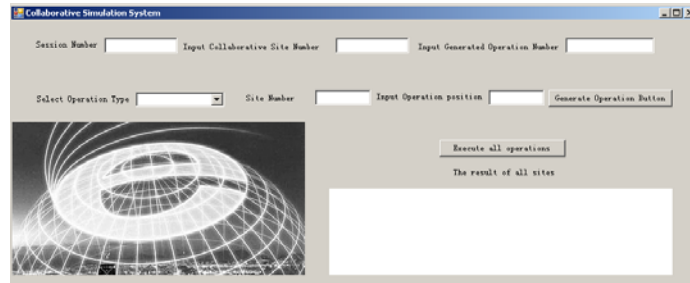 Collaborative Simulation System
Session Number Input Collaborative Site Number Input Generated Operation Number
Select Operation Type Site Number Input Operation position Generate Operation Button
Execute all operations
The result of all sites